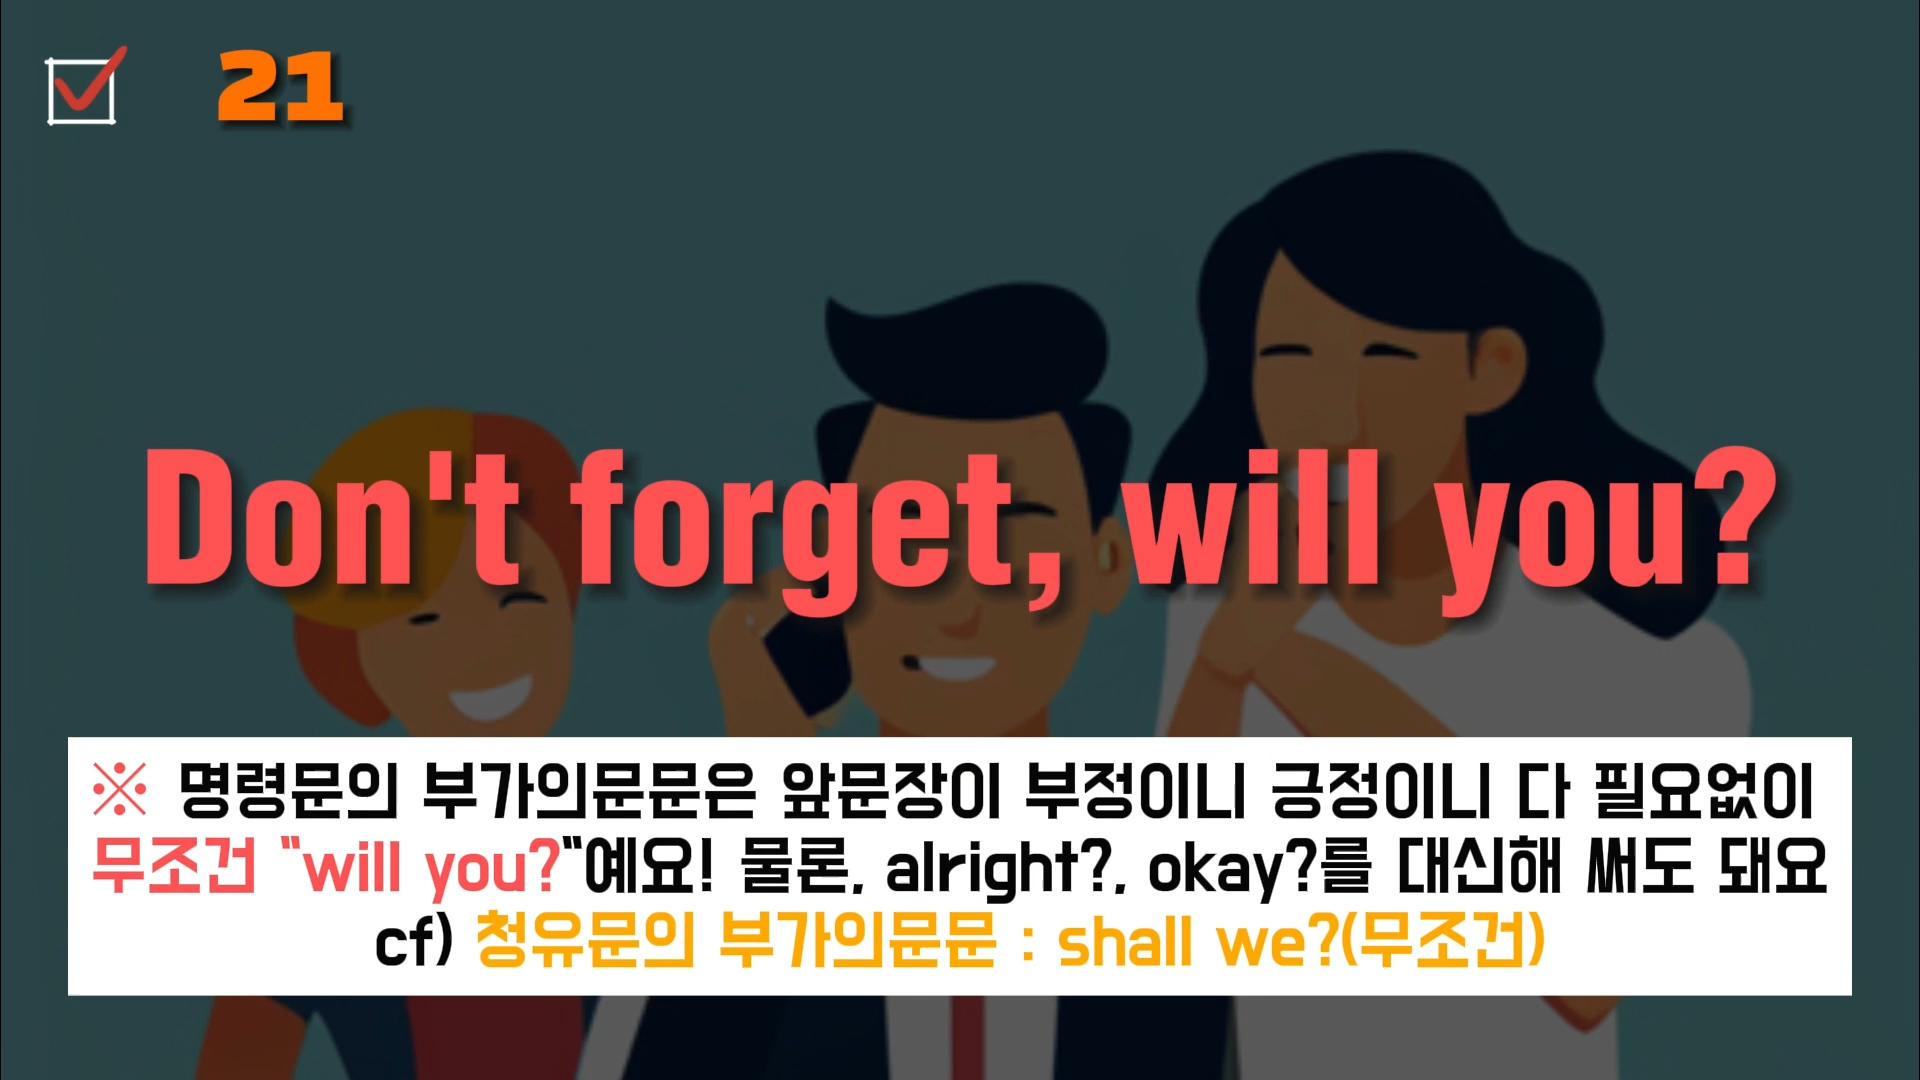 21
Don't forget, will you?
※ 명령문의 부가의문문은 앞문장이 부정이니 긍정이니 다 필요없이
무조건 “will you?“예요! 물론, alright?, okay?를 대신해 써도 돼요
cf) 청유문의 부가의문문 : shall we?(무조건)